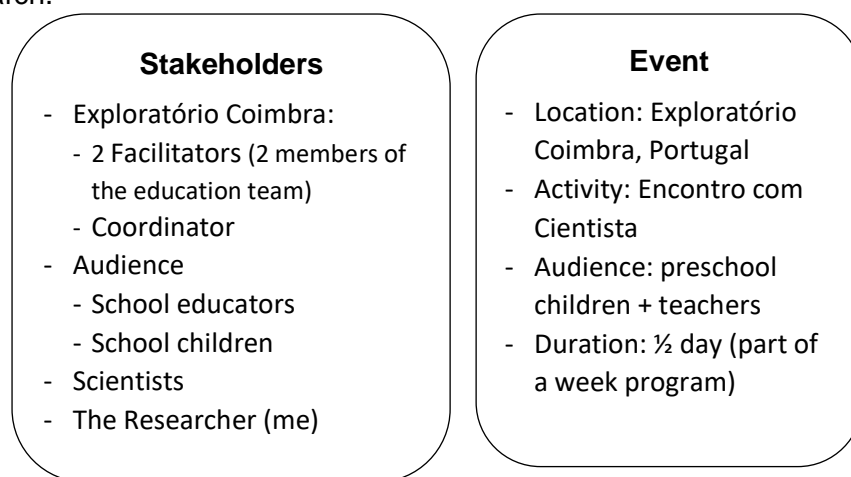 Stakeholders
- Exploratório Coimbra:
- 2 Facilitators (2 members of
the education team)
- Coordinator
- Audience
- School educators
- School children
- Scientists
- The Researcher (me)
Event
- Location: Exploratório
Coimbra, Portugal
- Activity: Encontro com
Cientista
- Audience: preschool
children + teachers
- Duration: ½ day (part of
a week program)